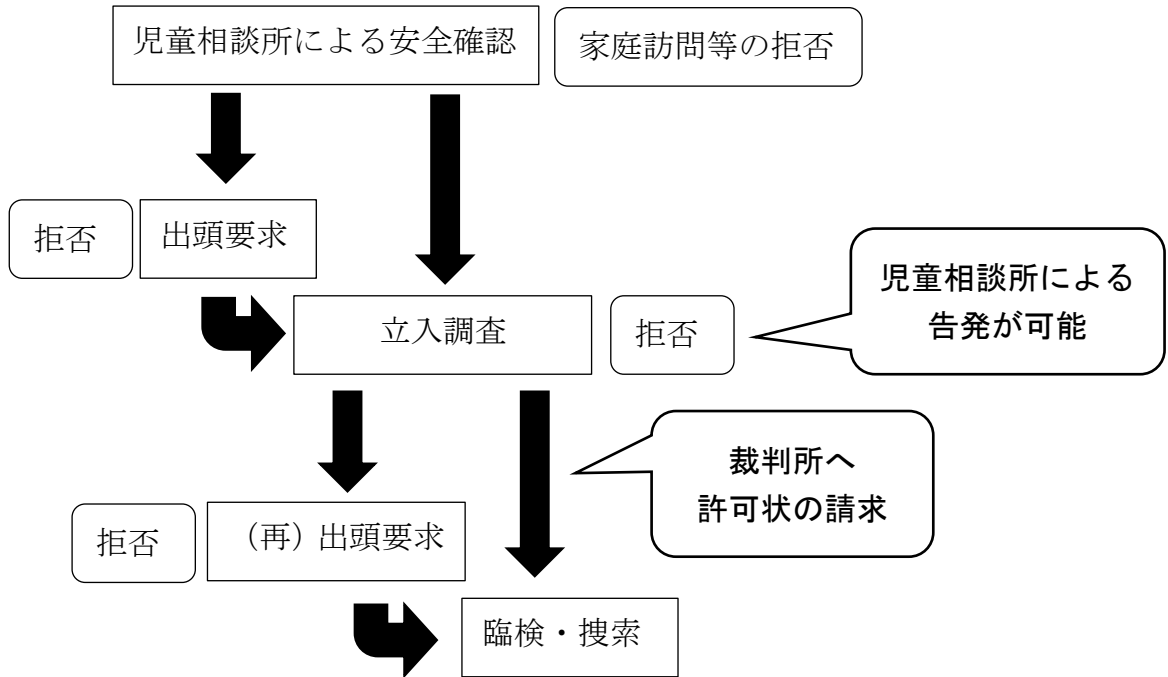 児童相談所による安全確認
家庭訪問等の拒否
拒否
出頭要求
児童相談所による
告発が可能
立入調査
拒否
裁判所へ
許可状の請求
拒否
（再）出頭要求
臨検・捜索